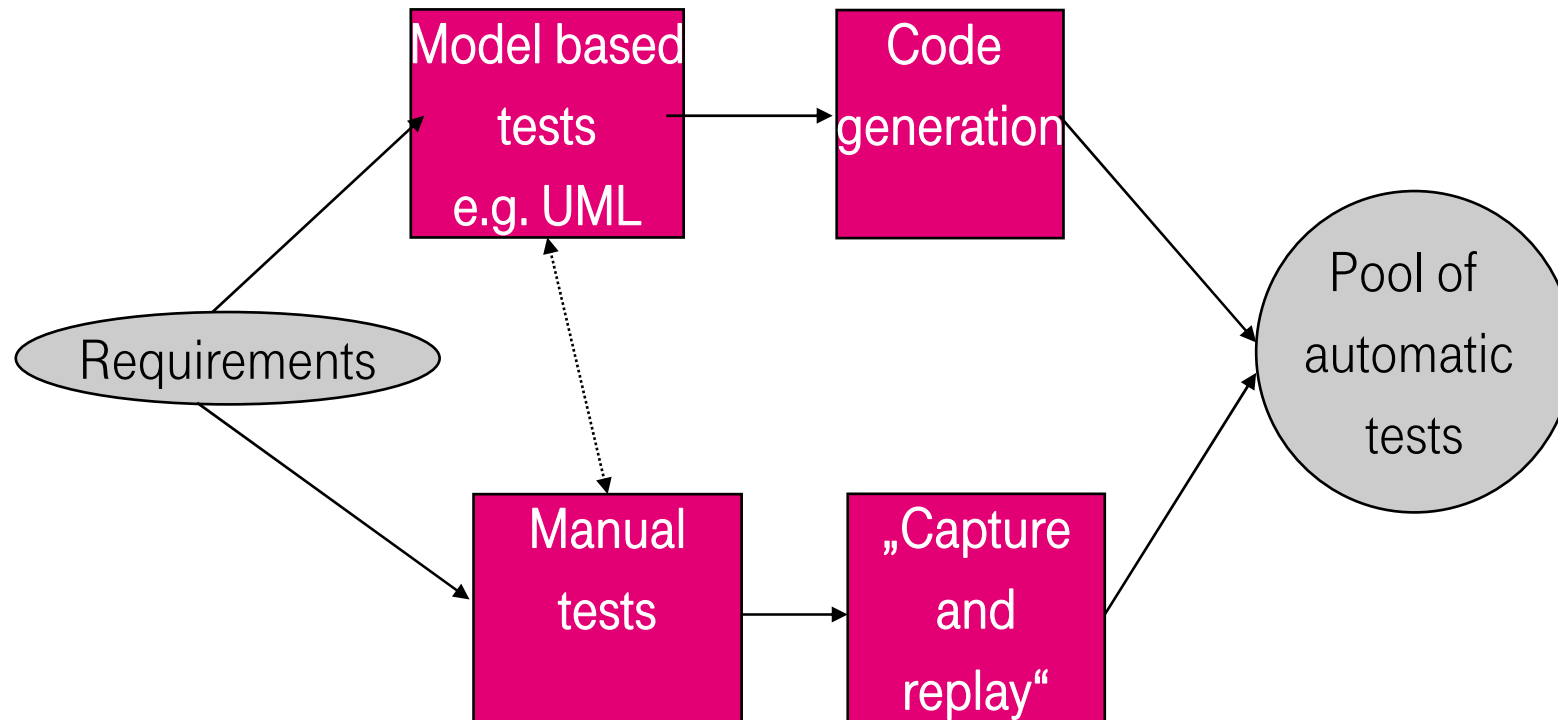 Model based
tests
e.g. UML
Code
generation
Requirements
Pool of
automatic
tests
Manual
tests
„Capture
and
replay“